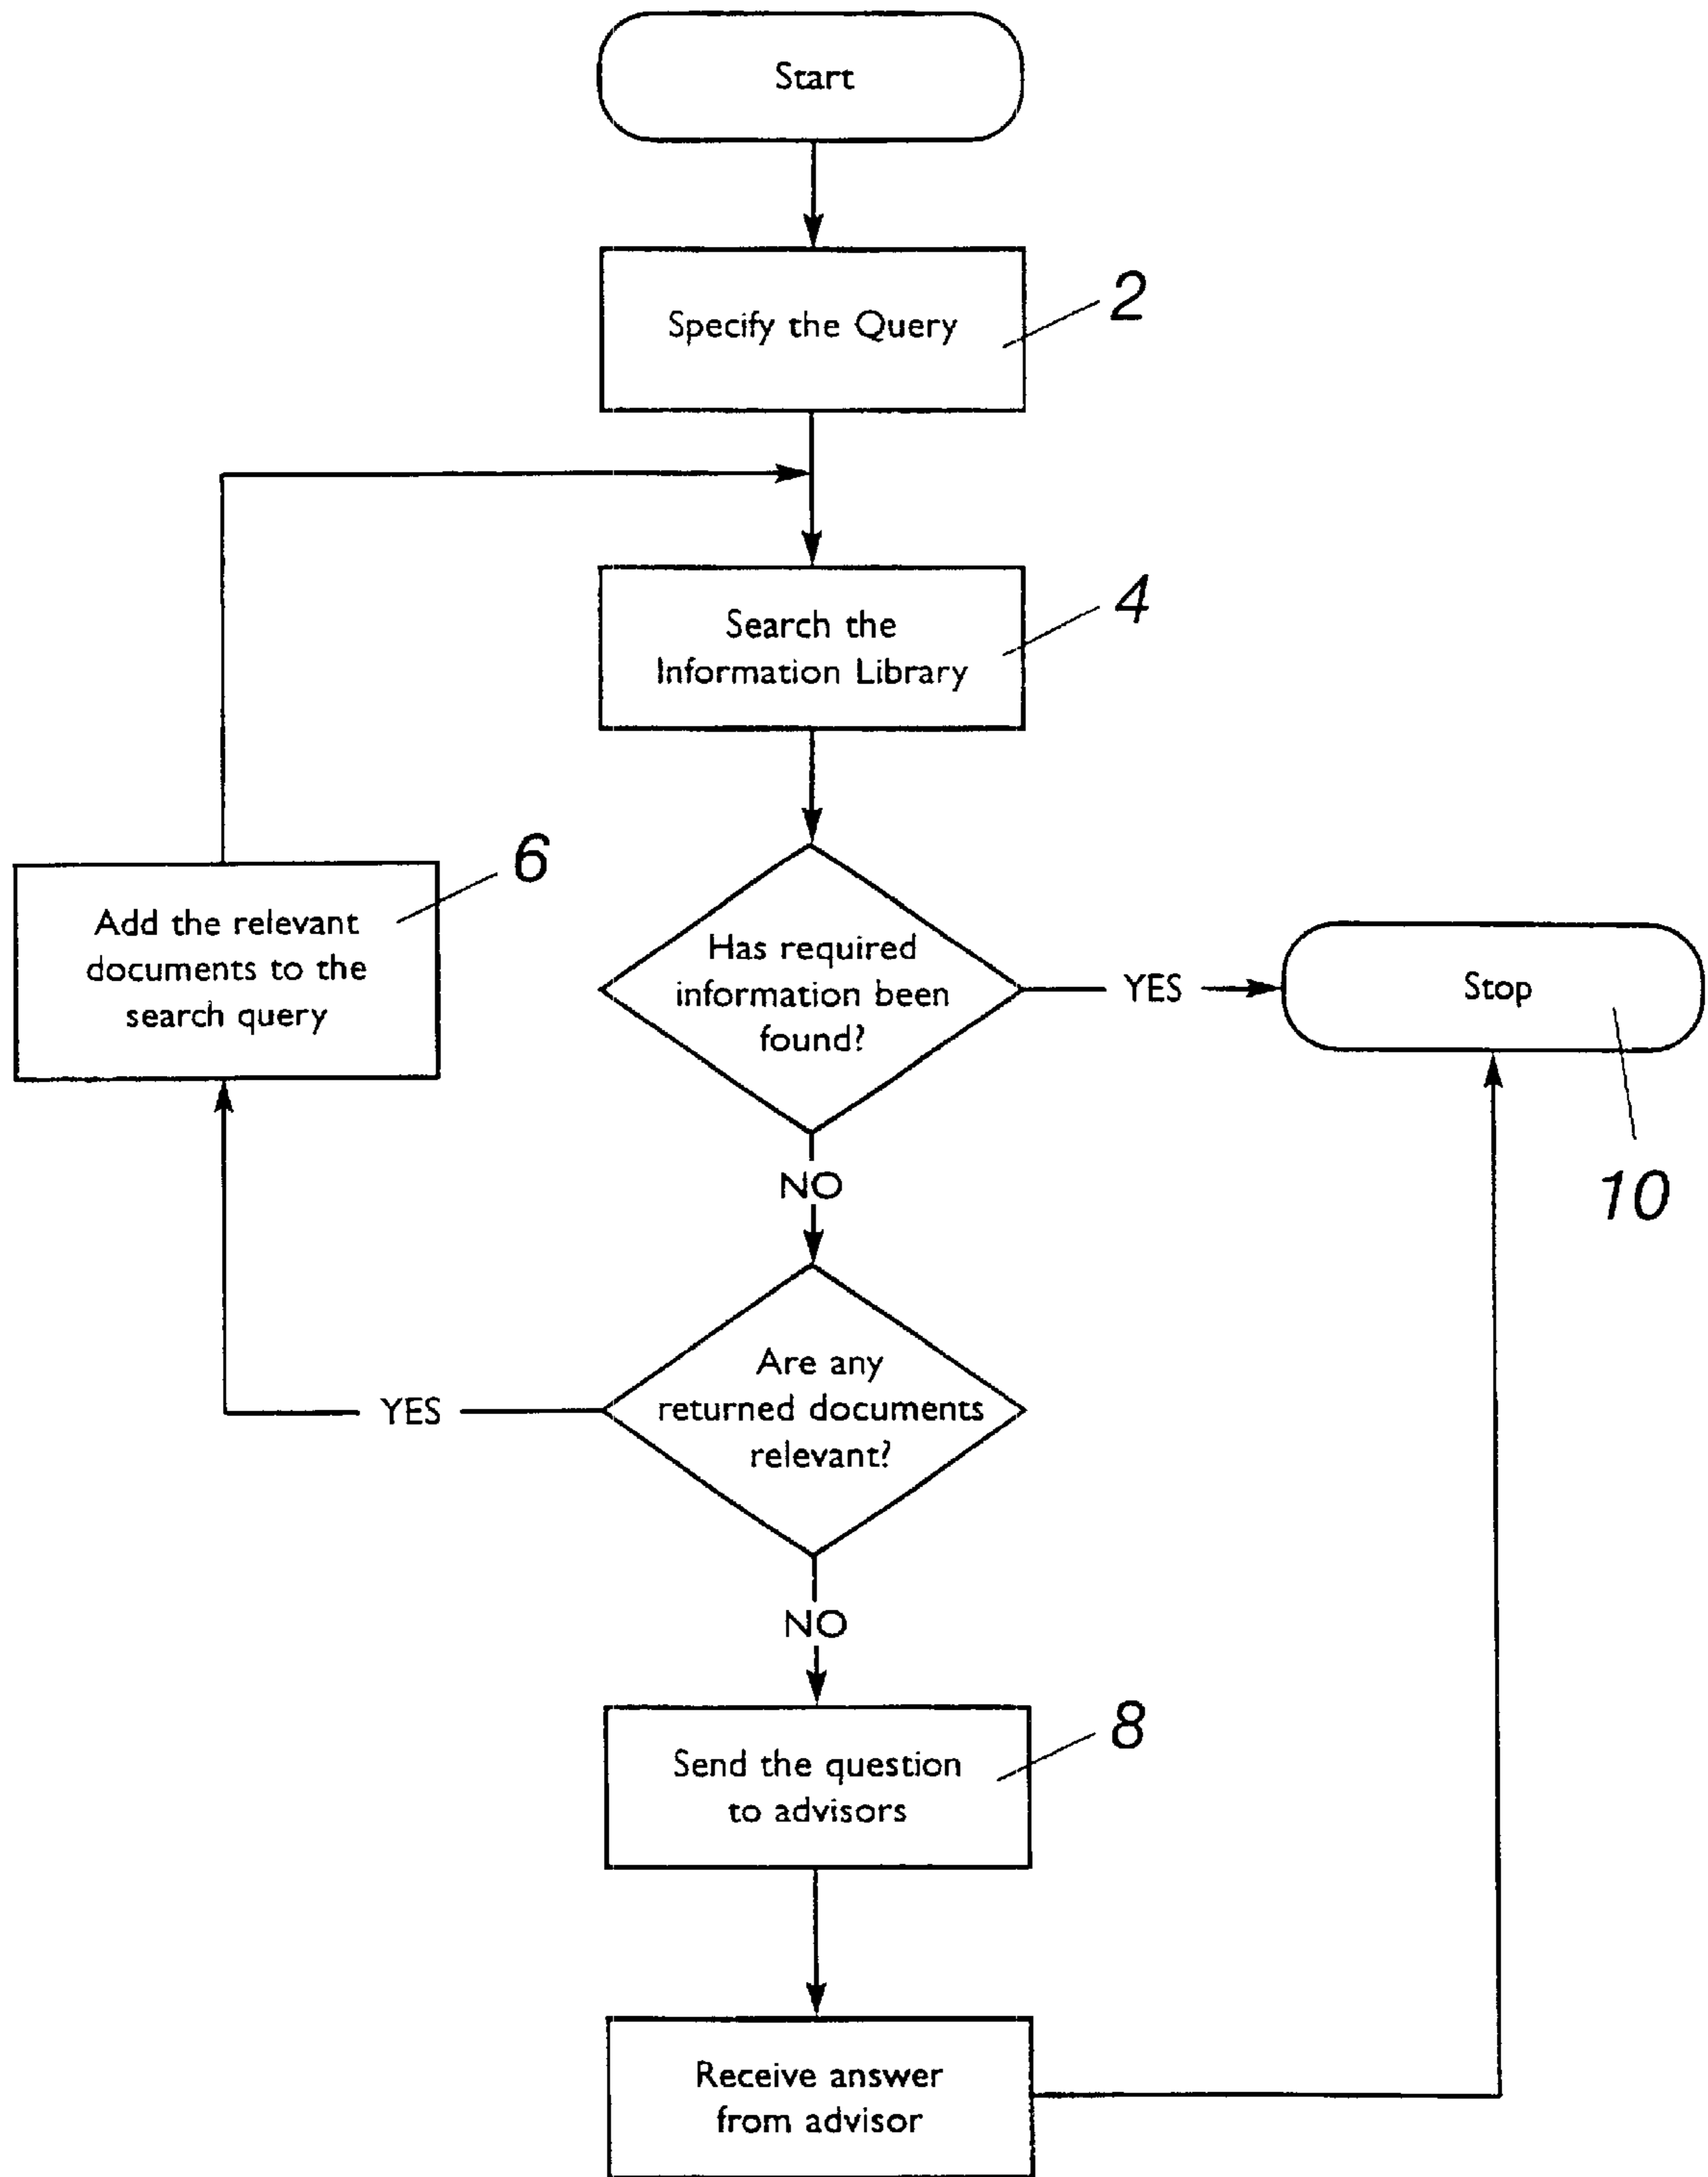 Start
Specify the Query
2
Search the
Information Library
4
Add the relevant
documents to the
search query
6
Has required
information been
found?
YES
Stop
10
NO
Are any
returned documents
relevant?
YES
NO
Send the question
to advisors
8
Receive answer
from advisor